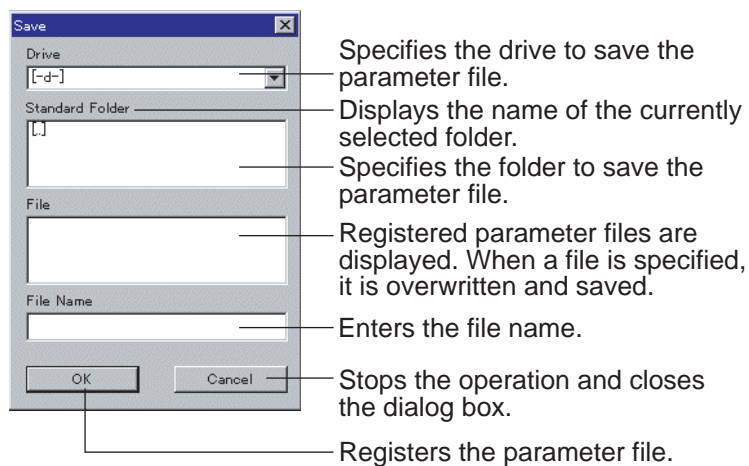 Save
Drive
[-d-]
Standard Folder
[.]
File
File Name
OK
Cancel
Specifies the drive to save the
parameter file.
Displays the name of the currently
selected folder.
Specifies the folder to save the
parameter file.
Registered parameter files are
displayed. When a file is specified,
it is overwritten and saved.
Enters the file name.
Stops the operation and closes
the dialog box.
Registers the parameter file.